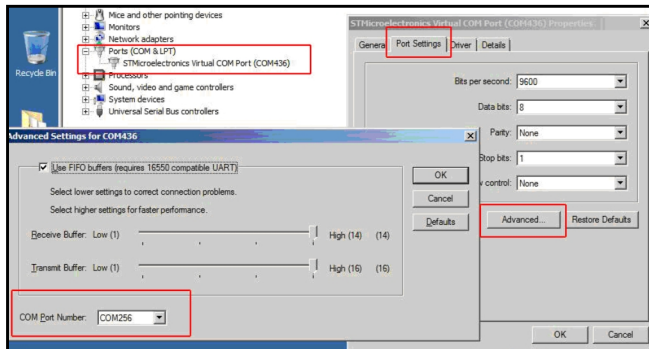 Mice and other pointing devices
Monitors
Network adapters
Ports (COM & LPT)
STMicroelectronics Virtual COM Port (COM436)
Processors
Sound, video and game controllers
System devices
Universal Serial Bus controllers
Recycle Bin
STMicroelectronics Virtual COM Port (COM436) Properties
General Port Settings Driver Details
Bits per second: 9600
Data bits: 8
Parity: None
Stop bits: 1
control: None
Advanced... Restore Defaults
OK Cancel
Advanced Settings for COM436
Use FIFO buffers (requires 16550 compatible UART)
Select lower settings to correct connection problems.
Select higher settings for faster performance.
Receive Buffer: Low (1) High (14) (14)
Transmit Buffer: Low (1) High (16) (16)
COM Port Number: COM256
OK
Cancel
Defaults